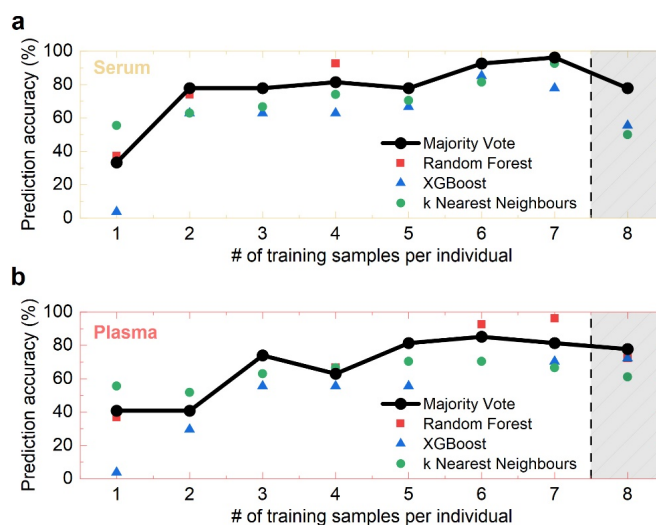 a
Prediction accuracy (%)
100
80
60
40
20
0
Serum
Majority Vote
Random Forest
XGBoost
k Nearest Neighbours
1 2 3 4 5 6 7 8
# of training samples per individual
b
Prediction accuracy (%)
100
80
60
40
20
0
Plasma
Majority Vote
Random Forest
XGBoost
k Nearest Neighbours
1 2 3 4 5 6 7 8
# of training samples per individual